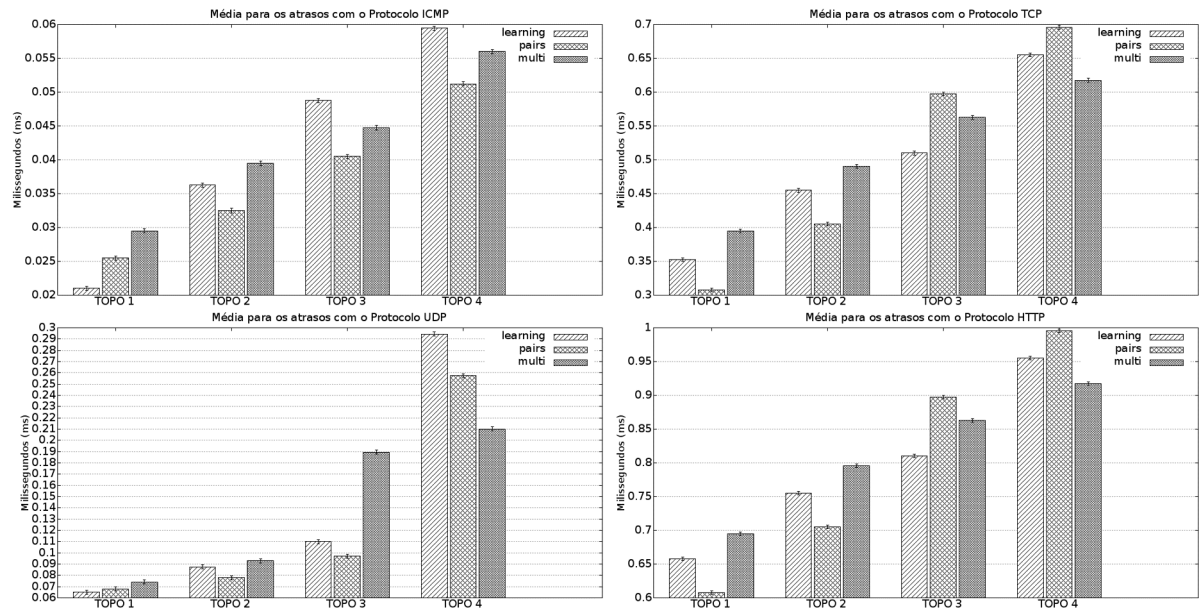 Média para os atrasos com o Protocolo ICMP
Milissegundos (ms)
0.06
0.055
0.05
0.045
0.04
0.035
0.03
0.025
0.02
learning
pairs
multi
TOPO 1 TOPO 2 TOPO 3 TOPO 4
Média para os atrasos com o Protocolo TCP
Milissegundos (ms)
0.7
0.65
0.6
0.55
0.5
0.45
0.4
0.35
0.3
learning
pairs
multi
TOPO 1 TOPO 2 TOPO 3 TOPO 4
Média para os atrasos com o Protocolo UDP
Milissegundos (ms)
0.3
0.29
0.28
0.27
0.26
0.25
0.24
0.23
0.22
0.21
0.2
0.19
0.18
0.17
0.16
0.15
0.14
0.13
0.12
0.11
0.1
0.09
0.08
0.07
0.06
learning
pairs
multi
TOPO 1 TOPO 2 TOPO 3 TOPO 4
Média para os atrasos com o Protocolo HTTP
Milissegundos (ms)
1
0.95
0.9
0.85
0.8
0.75
0.7
0.65
0.6
learning
pairs
multi
TOPO 1 TOPO 2 TOPO 3 TOPO 4